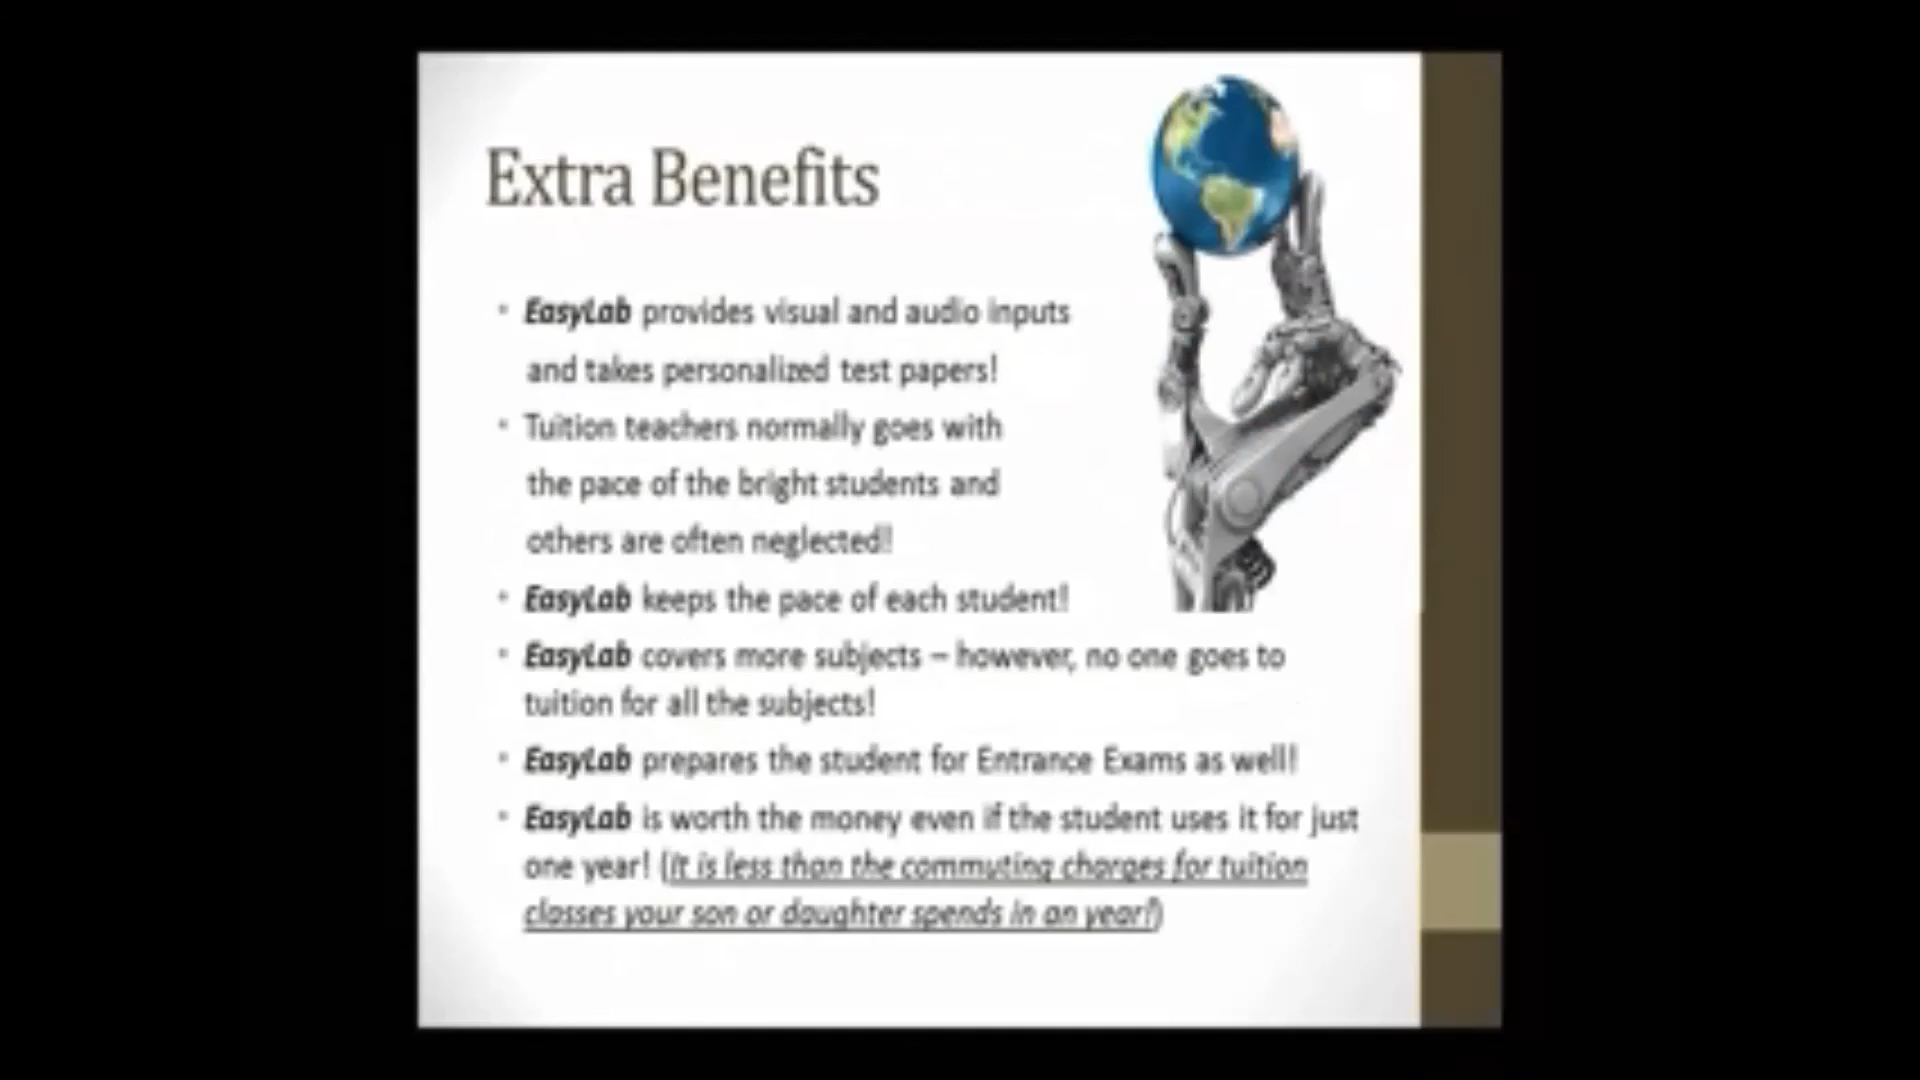 Extra Benefits
• EasyLab provides visual and audio inputs
and takes personalized test papers!
• Tuition teachers normally goes with
the pace of the bright students and
others are often neglected!
• EasyLab keeps the pace of each student!
• EasyLab covers more subjects – however, no one goes to
tuition for all the subjects!
• EasyLab prepares the student for Entrance Exams as well!
• EasyLab is worth the money even if the student uses it for just
one year! (It is less than the commuting charges for tuition
classes your son or daughter spends in an year!)